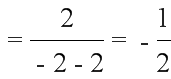 = 2 / - 2 - 2 = - 1 / 2